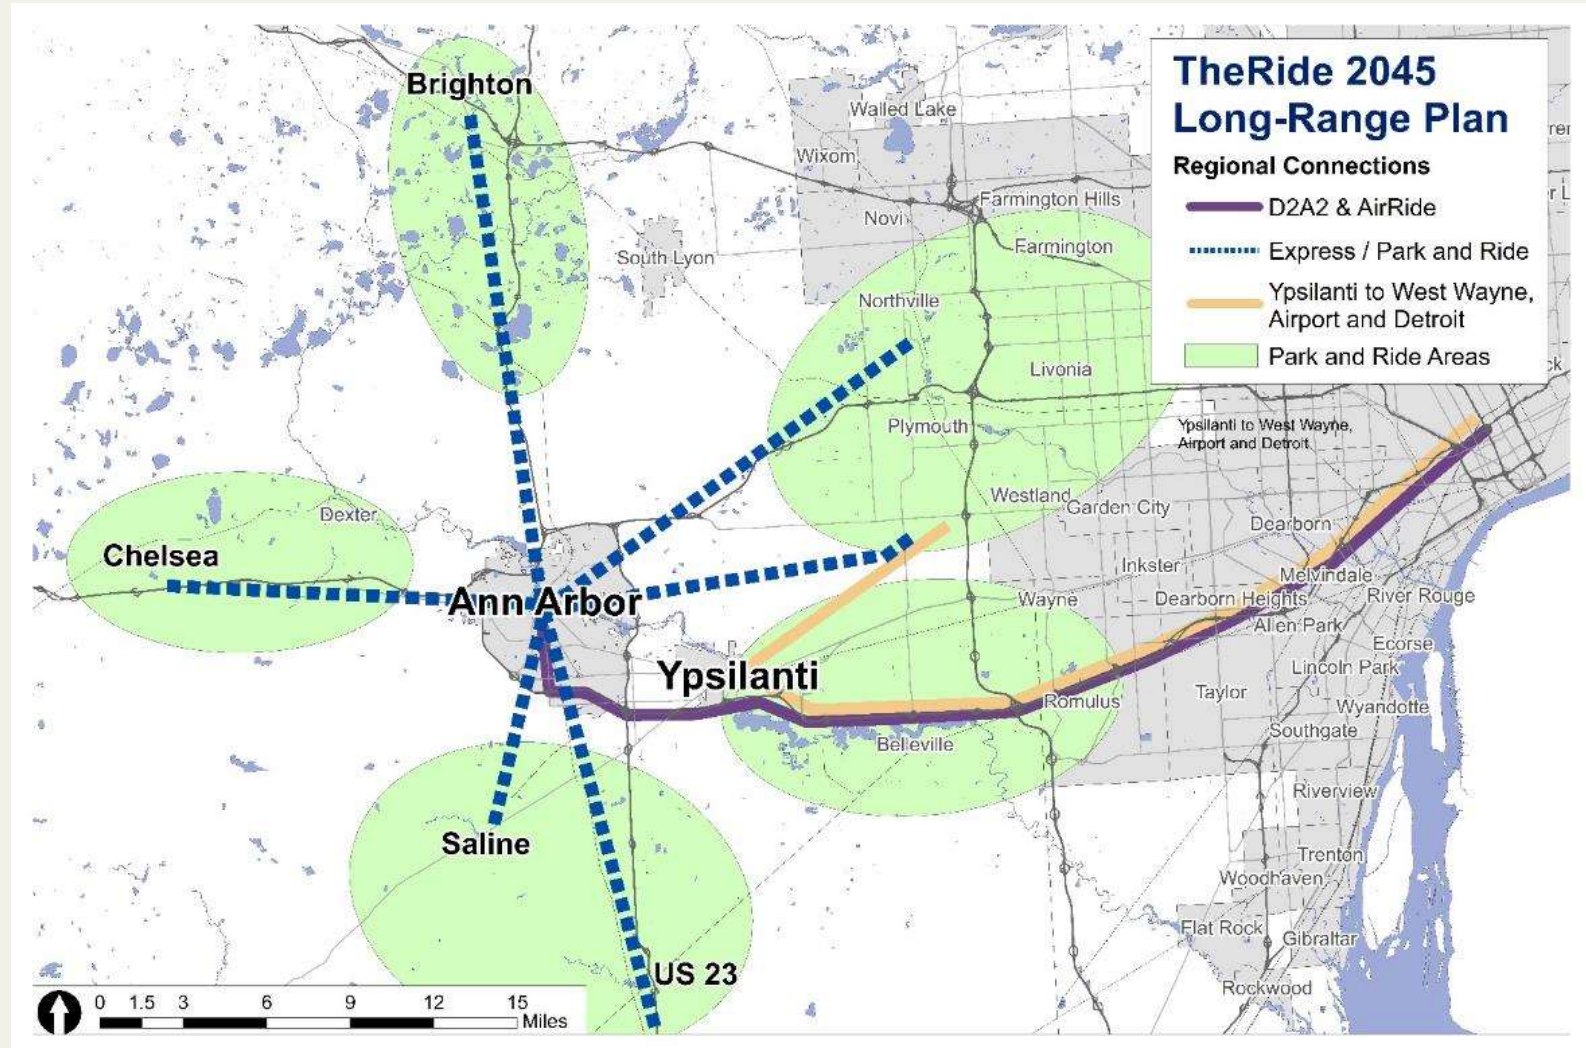 TheRide 2045
Long-Range Plan
Regional Connections
D2A2 & AirRide
Express / Park and Ride
Ypsilanti to West Wayne,
Airport and Detroit
Park and Ride Areas
Brighton
Walled Lake
Wixom
Farmington Hills
Novi
Farmington
South Lyon
Northville
Livonia
Plymouth
Ypsilanti to West Wayne,
Airport and Detroit
Westland
Garden City
Dexter
Dearborn
Chelsea
Inkster
Melvindale
Ann Arbor
Wayne
Dearborn Heights
River Rouge
Allen Park
Ecorse
Lincoln Park
Ypsilanti
Taylor
Romulus
Wyandotte
Southgate
Belleville
Riverview
Saline
Trenton
Woodhaven
Flat Rock
Gibraltar
US 23
Rockwood
0 1.5 3 6 9 12 15
Miles